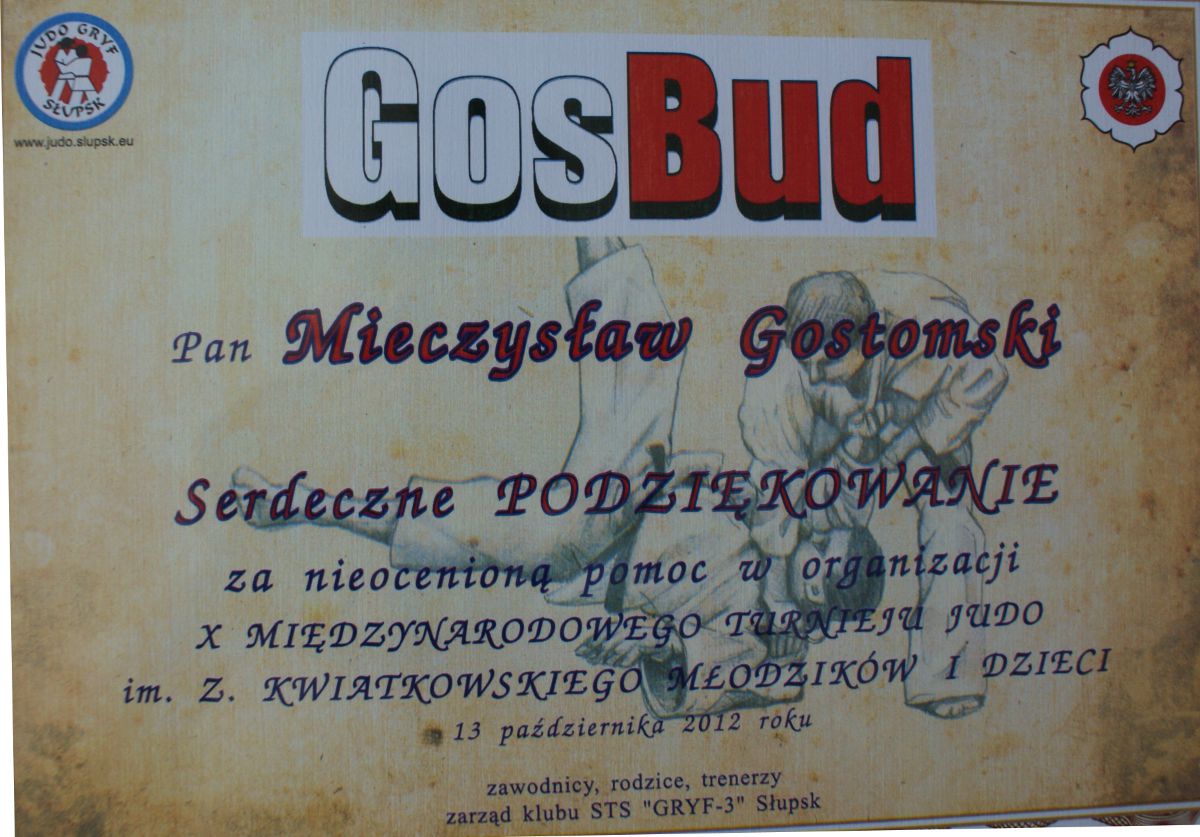 JUDO GRYF
SŁUPSK
www.judo.slupsk.eu
GosBud
Pan Mieczysław Gostomski
Serdeczne PODZIĘKOWANIE
za nieocenioną pomoc w organizacji
X MIĘDZYNARODOWEGO TURNIEJU JUDO
im. Z. KWIATKOWSKIEGO MŁODZIKÓW I DZIECI
13 października 2012 roku
zawodnicy, rodzice, trenerzy
zarząd klubu STS "GRYF-3" Słupsk